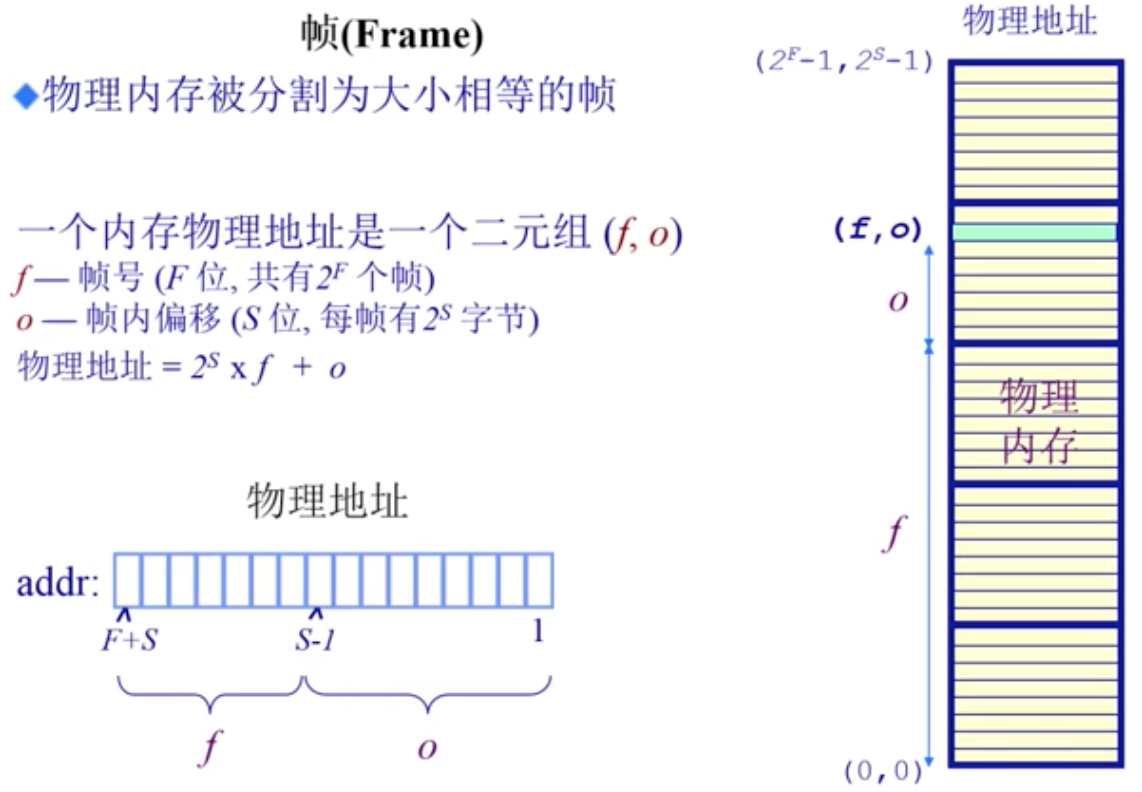 帧(Frame)
◆物理内存被分割为大小相等的帧
一个内存物理地址是一个二元组 (f, o)
f — 帧号 (F 位, 共有2^F 个帧)
o — 帧内偏移 (S 位, 每帧有2^S 字节)
物理地址 = 2^S x f + o
物理地址
addr:
F+S S-1 1
f o
物理地址
(2^F-1, 2^S-1)
(f,o)
o
物理
内存
f
(0,0)